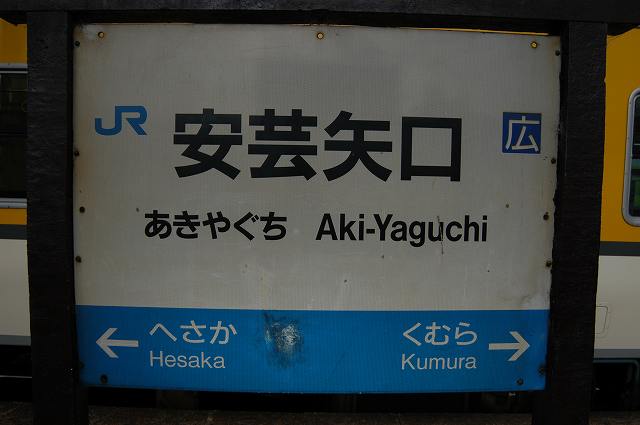 JR 安芸矢口 広
あきやぐち Aki-Yaguchi
← へさか くむら →
Hesaka Kumura